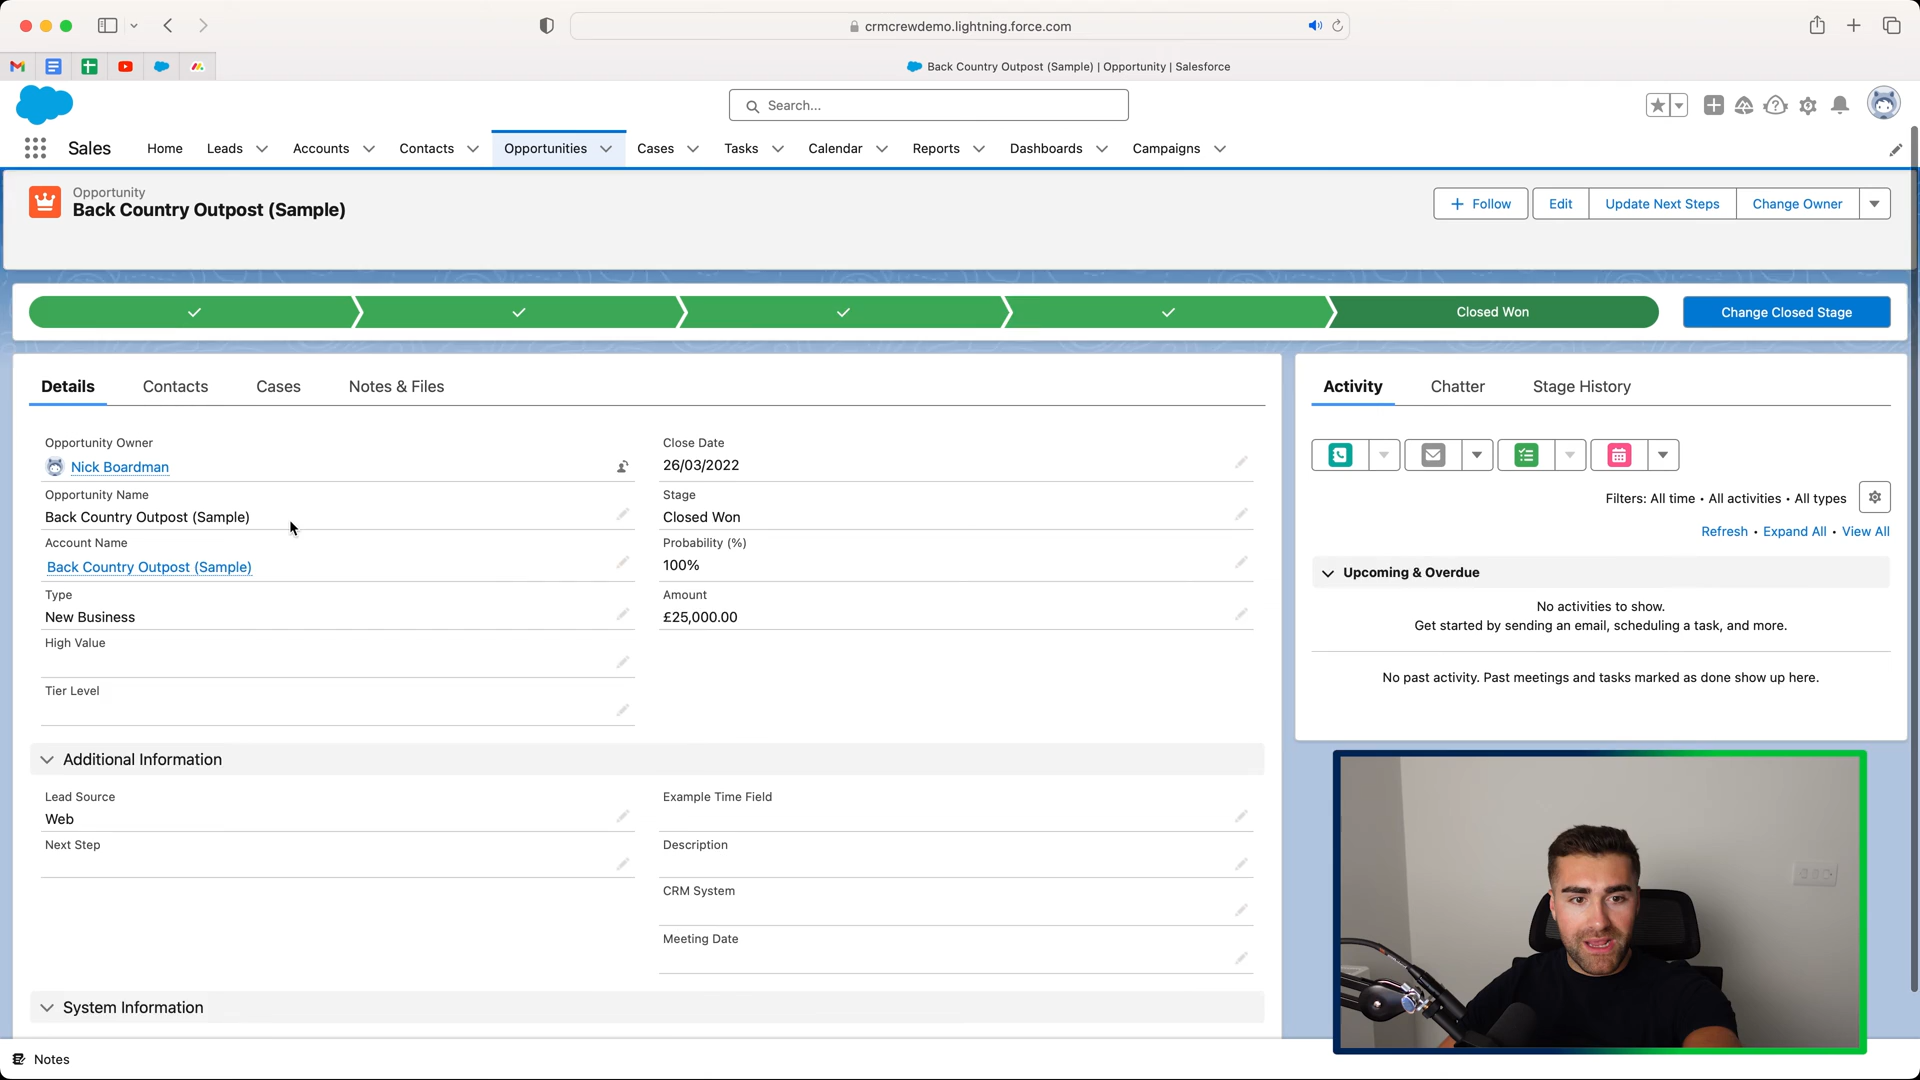 crmcrewdemo.lightning.force.com
Back Country Outpost (Sample) | Opportunity | Salesforce
Search...
Sales
Home
Leads
Accounts
Contacts
Opportunities
Cases
Tasks
Calendar
Reports
Dashboards
Campaigns
Opportunity
Back Country Outpost (Sample)
+ Follow
Edit
Update Next Steps
Change Owner
Closed Won
Change Closed Stage
Details
Contacts
Cases
Notes & Files
Opportunity Owner
Nick Boardman
Opportunity Name
Back Country Outpost (Sample)
Account Name
Back Country Outpost (Sample)
Type
New Business
High Value
Tier Level
Close Date
26/03/2022
Stage
Closed Won
Probability (%)
100%
Amount
£25,000.00
Additional Information
Lead Source
Web
Next Step
Example Time Field
Description
CRM System
Meeting Date
System Information
Activity
Chatter
Stage History
Filters: All time • All activities • All types
Refresh • Expand All • View All
Upcoming & Overdue
No activities to show.
Get started by sending an email, scheduling a task, and more.
No past activity. Past meetings and tasks marked as done show up here.
Notes